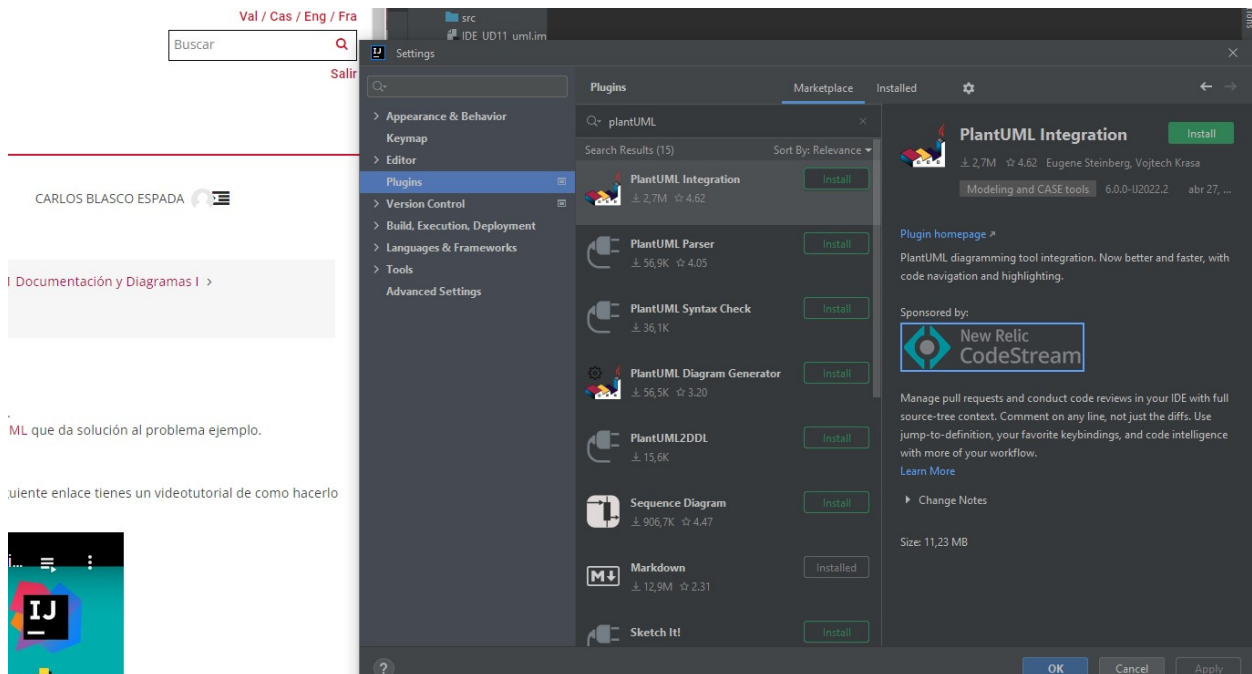 Val / Cas / Eng / Fra
Buscar
Salir
CARLOS BLASCO ESPADA
Documentación y Diagramas I >
ML que da solución al problema ejemplo.
uiente enlace tienes un videotutorial de como hacerlo
i...
IJ
src
IDE_UD11_uml.im
IJ
Settings
Appearance & Behavior
Keymap
Editor
Plugins
Version Control
Build, Execution, Deployment
Languages & Frameworks
Tools
Advanced Settings
?
Plugins
Marketplace
Installed
plantUML
Search Results (15)
Sort By: Relevance
PlantUML Integration
Install
2,7M 4.62
PlantUML Parser
Install
56,9K 4.05
PlantUML Syntax Check
Install
36,1K
PlantUML Diagram Generator
Install
56,5K 3.20
PlantUML2DDL
Install
15,6K
Sequence Diagram
Install
906,7K 4.47
Markdown
Installed
12,9M 2.31
Sketch It!
Install
PlantUML Integration
Install
2,7M 4.62 Eugene Steinberg, Vojtech Krasa
Modeling and CASE tools 6.0.0-IJ2022.2 abr 27, ...
Plugin homepage
PlantUML diagramming tool integration. Now better and faster, with
code navigation and highlighting.
Sponsored by:
New Relic
CodeStream
Manage pull requests and conduct code reviews in your IDE with full
source-tree context. Comment on any line, not just the diffs. Use
jump-to-definition, your favorite keybindings, and code intelligence
with more of your workflow.
Learn More
Change Notes
Size: 11,23 MB
OK
Cancel
Apply